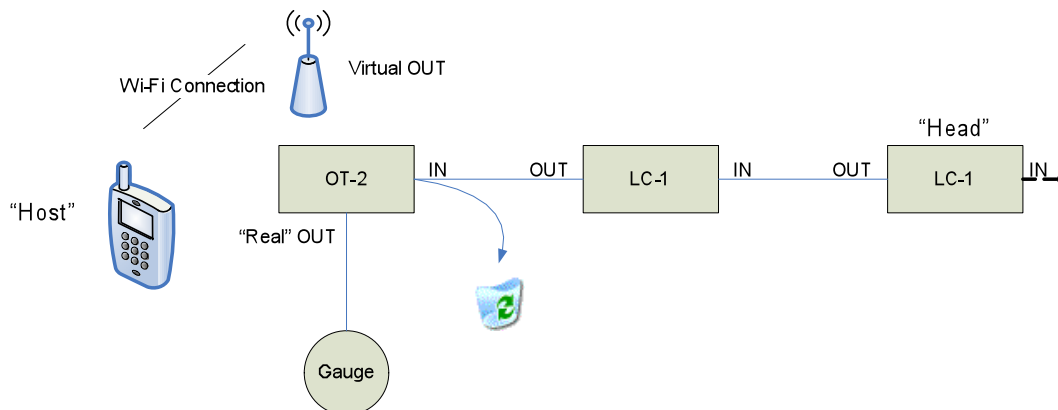 Virtual OUT
Wi-Fi Connection
"Head"
OT-2
IN
OUT
LC-1
IN
OUT
LC-1
IN
“Host”
“Real” OUT
Gauge